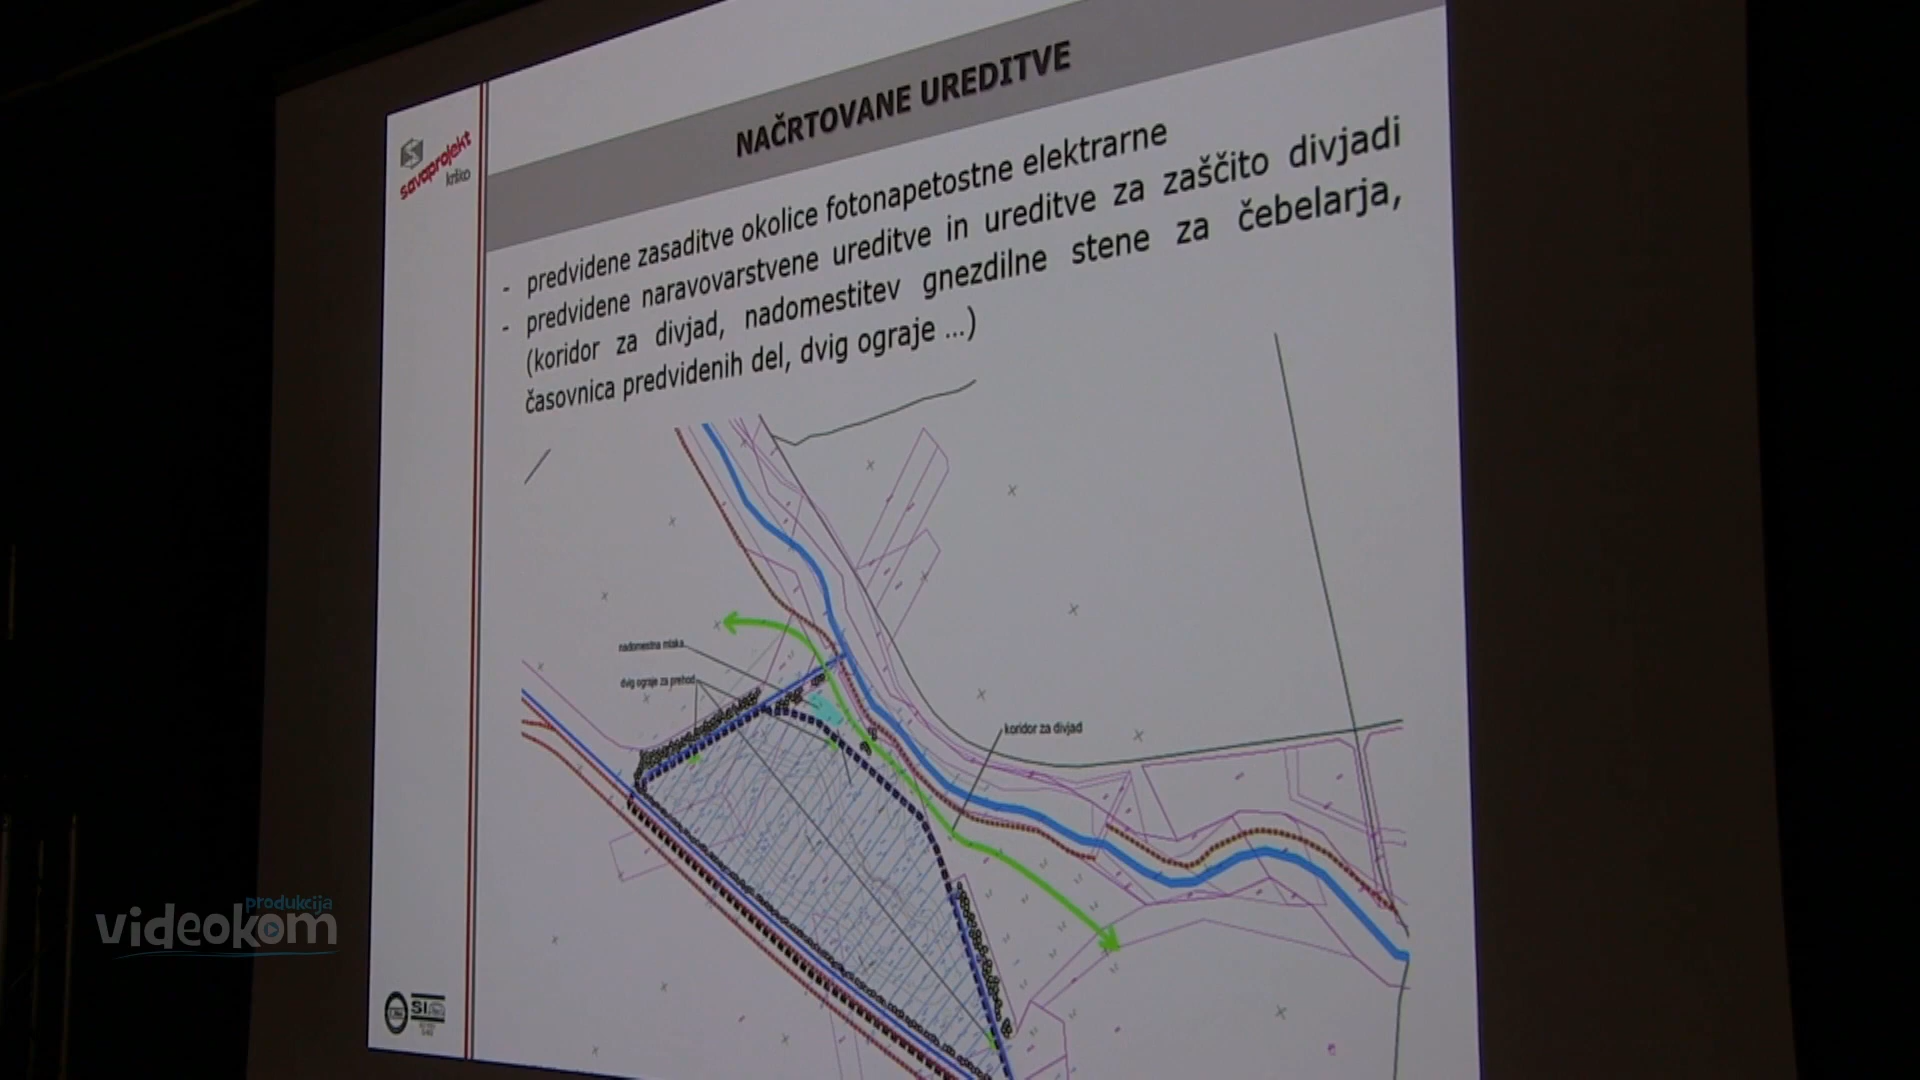 NAČRTOVANE UREDITVE
savaprojekt
krško
- predvidene zasaditve okolice fotonapetostne elektrarne
- predvidene naravovarstvene ureditve in ureditve za zaščito divjadi
(koridor za divjad, nadomestitev gnezdilne stene za čebelarja,
časovnica predvidenih del, dvig ograje ...)
nadomestna mlaka
dvig ograje za prehod
koridor za divjad
produkcija
videokom
SIQ